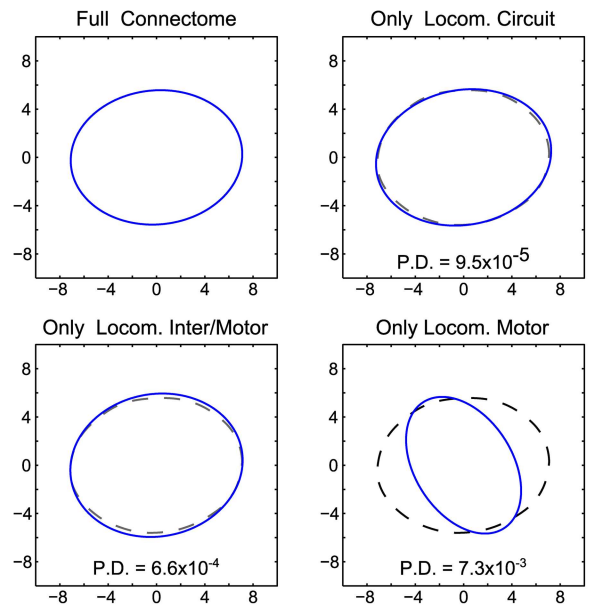 Full Connectome
Only Locom. Circuit
8
4
0
−4
−8
−8 −4 0 4 8
8
4
0
−4
−8
P.D. = 9.5x10-5
−8 −4 0 4 8
Only Locom. Inter/Motor
Only Locom. Motor
8
4
0
−4
−8
P.D. = 6.6x10-4
−8 −4 0 4 8
8
4
0
−4
−8
P.D. = 7.3x10-3
−8 −4 0 4 8